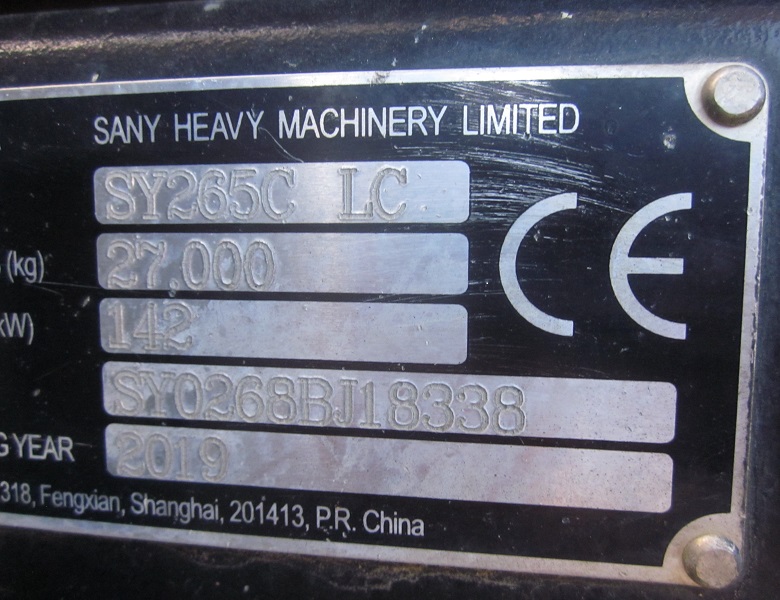 SANY HEAVY MACHINERY LIMITED
SY265C LC
(kg) 27,000
kW) 142
SY0268BJ18338
G YEAR 2019
318, Fengxian, Shanghai, 201413, P.R. China
CE